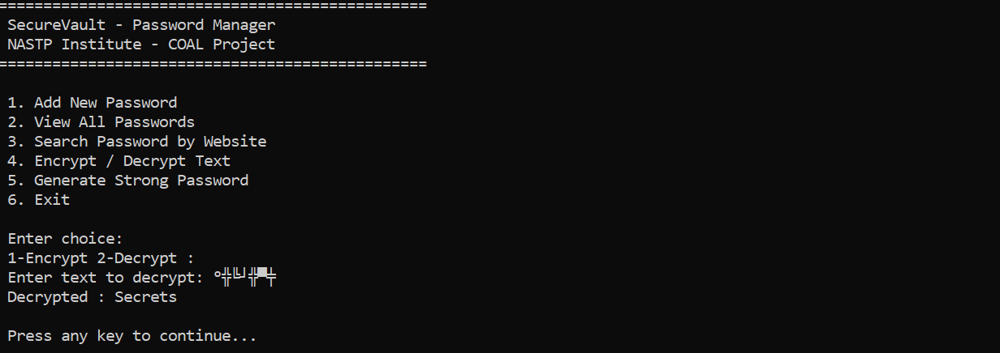 ================================================
SecureVault - Password Manager
NASTP Institute - COAL Project
================================================
1. Add New Password
2. View All Passwords
3. Search Password by Website
4. Encrypt / Decrypt Text
5. Generate Strong Password
6. Exit
Enter choice:
1-Encrypt 2-Decrypt :
Enter text to decrypt: °╬╚┘╬▀╪
Decrypted : Secrets
Press any key to continue...